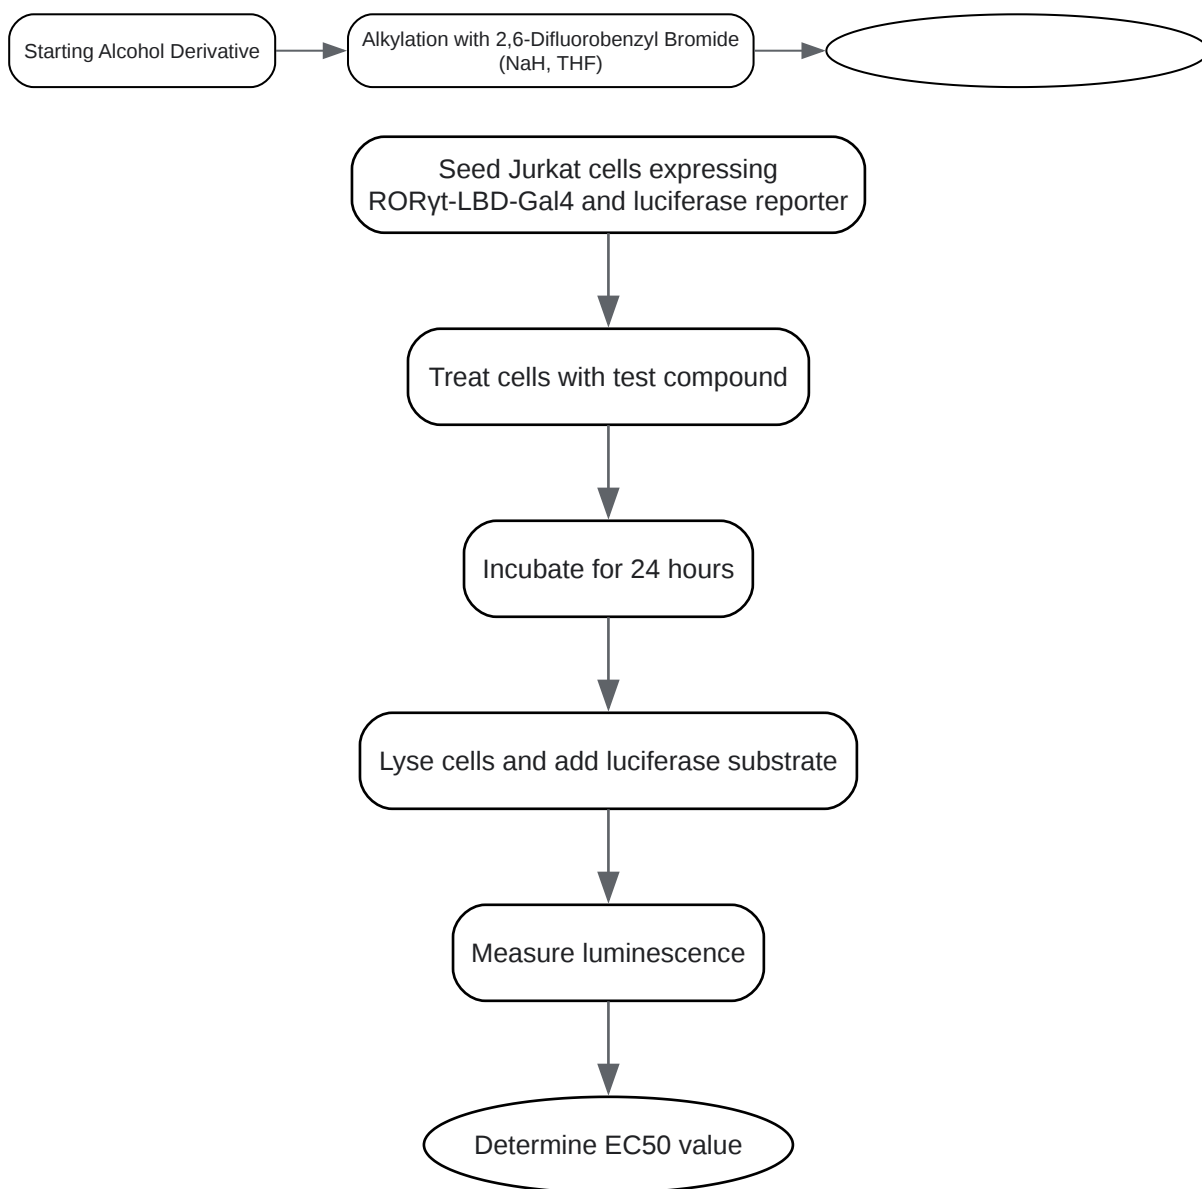 Starting Alcohol Derivative
Alkylation with 2,6-Difluorobenzyl Bromide
(NaH, THF)
Seed Jurkat cells expressing
RORγt-LBD-Gal4 and luciferase reporter
Treat cells with test compound
Incubate for 24 hours
Lyse cells and add luciferase substrate
Measure luminescence
Determine EC50 value